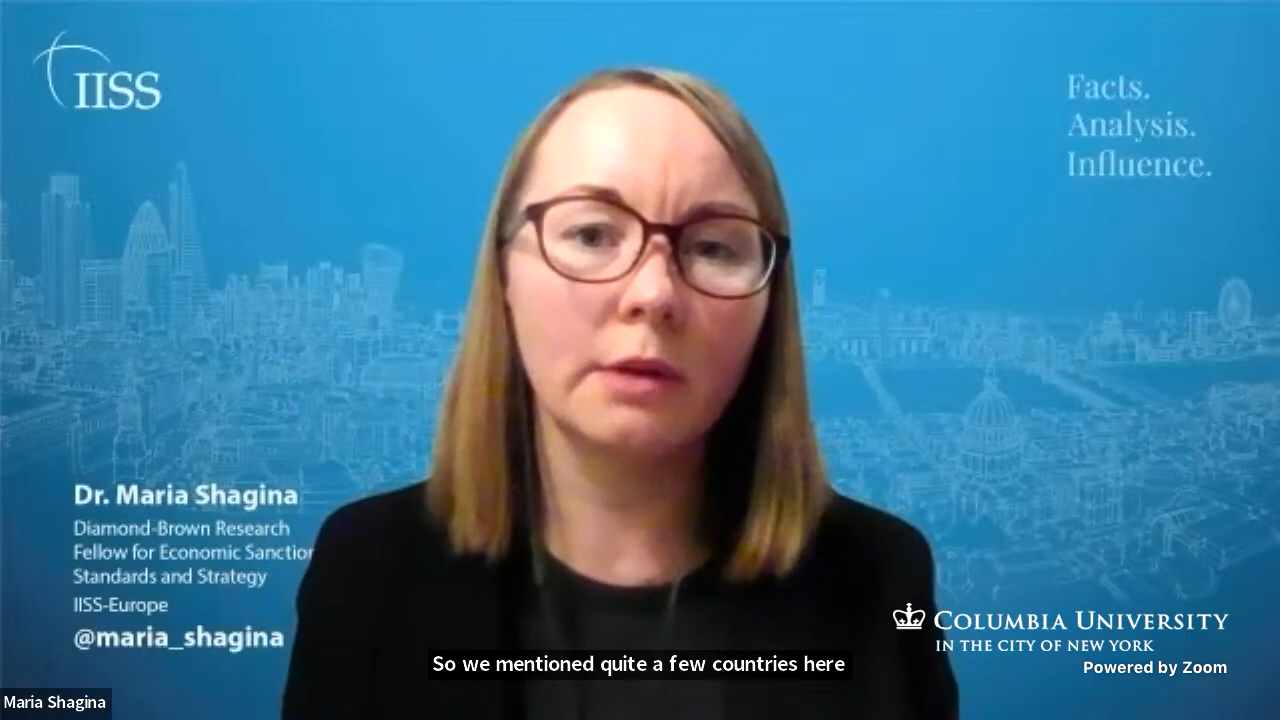 IISS
Facts.
Analysis.
Influence.
Dr. Maria Shagina
Diamond-Brown Research
Fellow for Economic Sanction
Standards and Strategy
IISS-Europe
@maria_shagina
COLUMBIA UNIVERSITY
IN THE CITY OF NEW YORK
Powered by Zoom
So we mentioned quite a few countries here
Maria Shagina